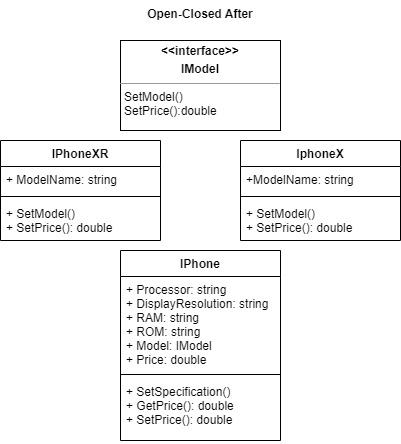 Open-Closed After
<<interface>>
IModel
SetModel()
SetPrice():double
IPhoneXR
+ ModelName: string
+ SetModel()
+ SetPrice(): double
IphoneX
+ModelName: string
+ SetModel()
+ SetPrice(): double
IPhone
+ Processor: string
+ DisplayResolution: string
+ RAM: string
+ ROM: string
+ Model: IModel
+ Price: double
+ SetSpecification()
+ GetPrice(): double
+ SetPrice(): double